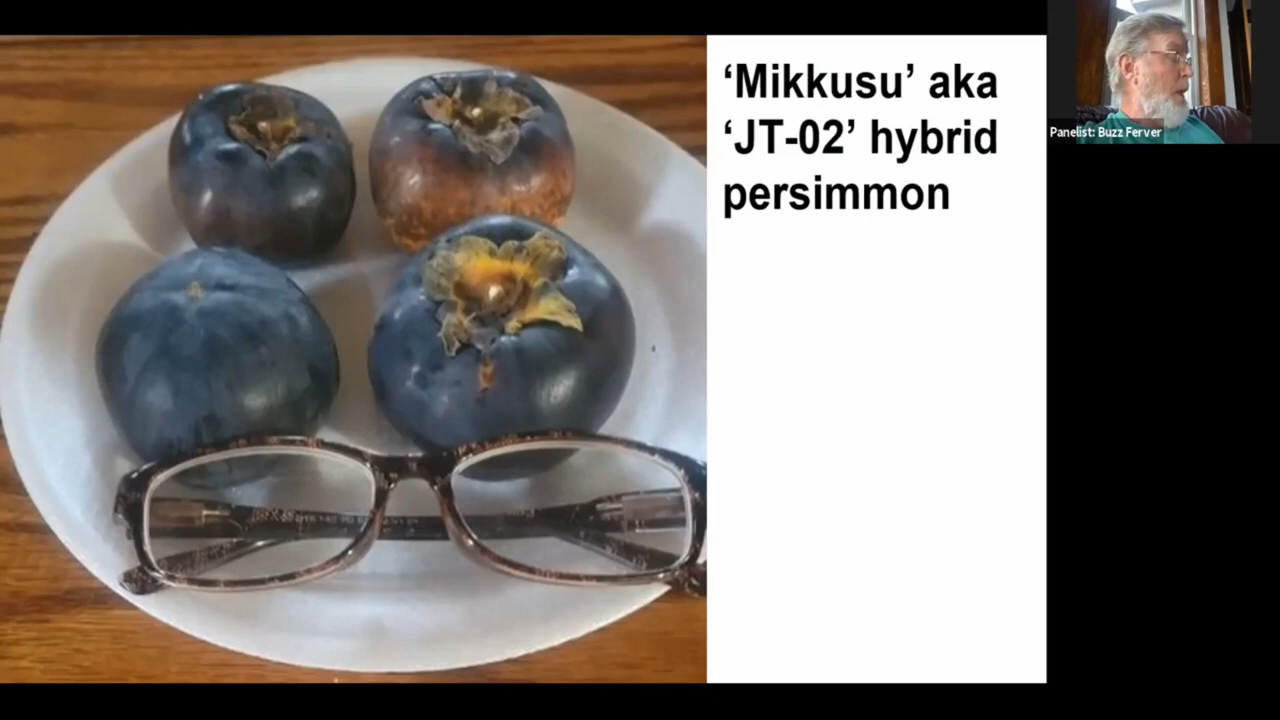 ‘Mikkusu’ aka
‘JT-02’ hybrid
persimmon
Panelist: Buzz Ferver